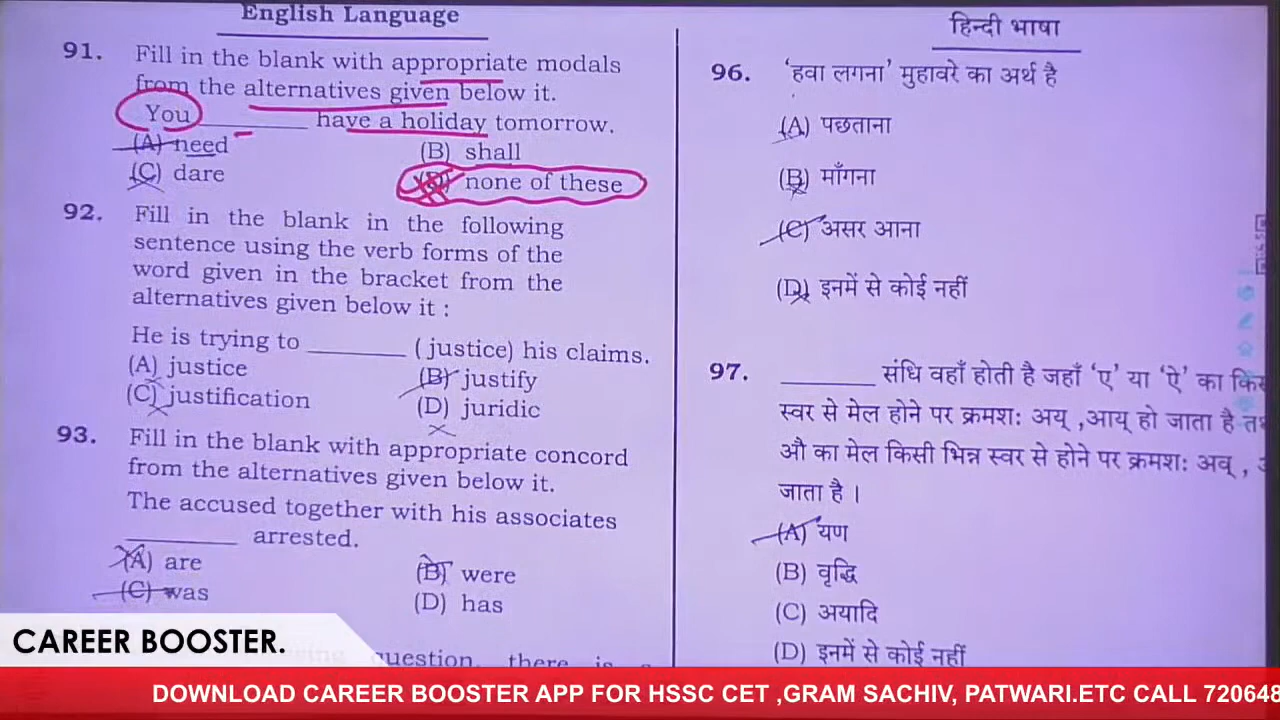 English Language
91. Fill in the blank with appropriate modals
from the alternatives given below it.
You ________ have a holiday tomorrow.
(A) need (B) shall
(C) dare (D) none of these
92. Fill in the blank in the following
sentence using the verb forms of the
word given in the bracket from the
alternatives given below it :
He is trying to ________ ( justice) his claims.
(A) justice (B) justify
(C) justification (D) juridic
93. Fill in the blank with appropriate concord
from the alternatives given below it.
The accused together with his associates
________ arrested.
(A) are (B) were
(C) was (D) has
question, there is a
हिन्दी भाषा
96. 'हवा लगना' मुहावरे का अर्थ है
(A) पछताना
(B) माँगना
(C) असर आना
(D) इनमें से कोई नहीं
97. ________ संधि वहाँ होती है जहाँ 'ए' या 'ऐ' का
स्वर से मेल होने पर क्रमशः अय् ,आय् हो जाता है
औ का मेल किसी भिन्न स्वर से होने पर क्रमशः अव् ,
जाता है ।
(A) यण
(B) वृद्धि
(C) अयादि
(D) इनमें से कोई नहीं
CAREER BOOSTER.
DOWNLOAD CAREER BOOSTER APP FOR HSSC CET ,GRAM SACHIV, PATWARI.ETC CALL 720648